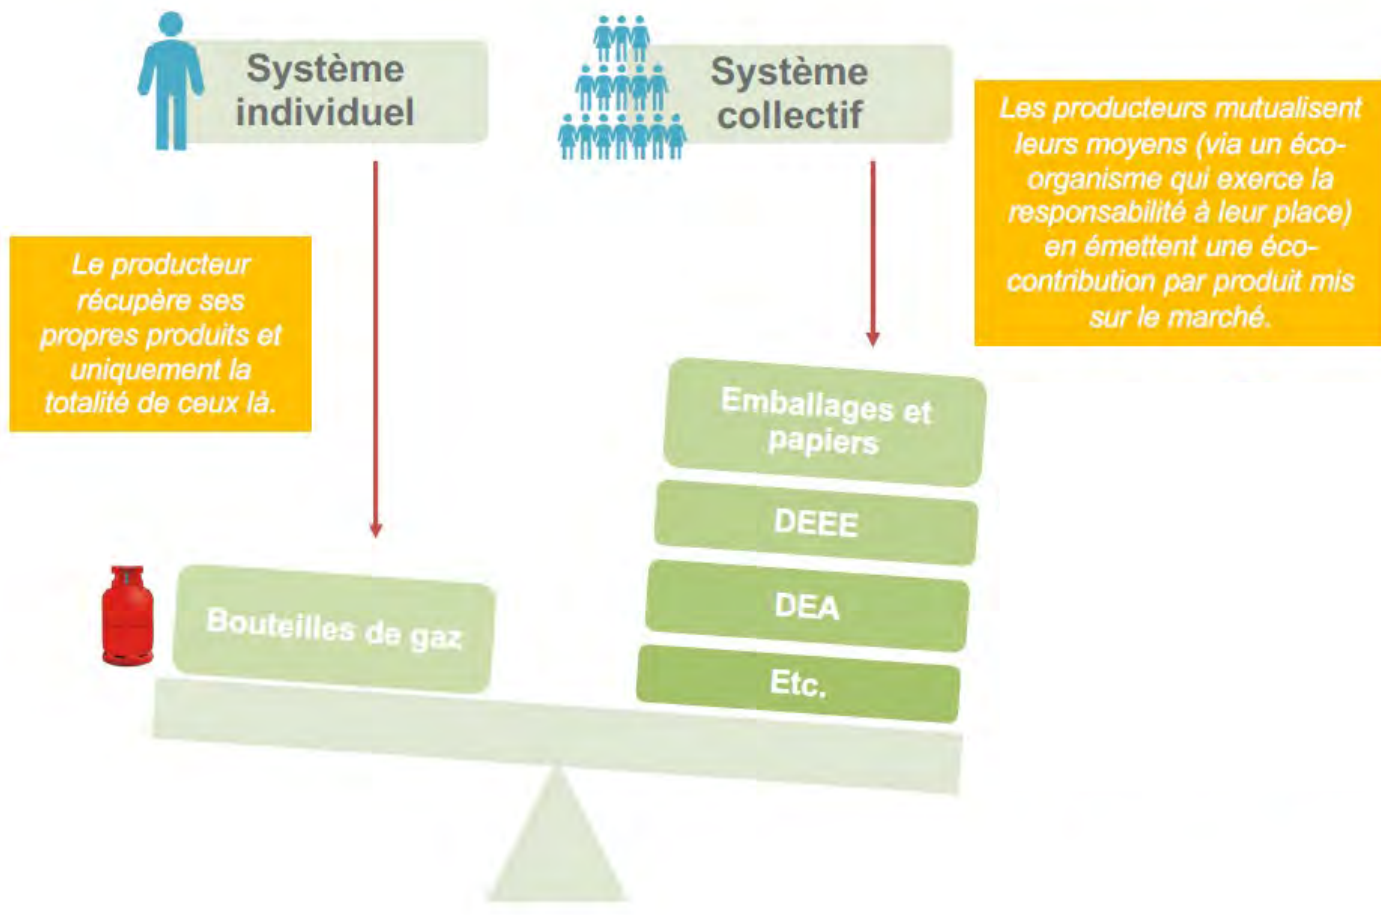 Système
individuel
Système
collectif
Les producteurs mutualisent
leurs moyens (via un éco-
organisme qui exerce la
responsabilité à leur place)
en émettent une éco-
contribution par produit mis
sur le marché.
Le producteur
récupère ses
propres produits et
uniquement la
totalité de ceux là.
Emballages et
papiers
DEEE
DEA
Etc.
Bouteilles de gaz